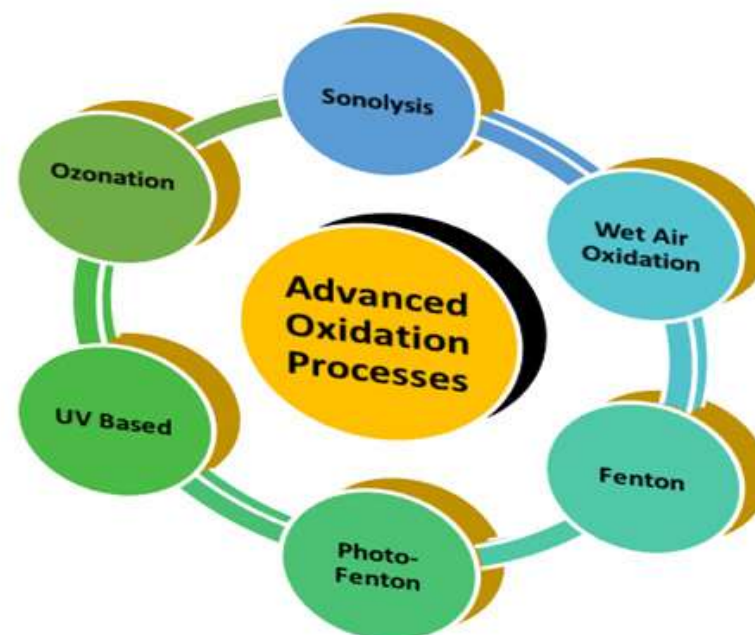 Sonolysis
Wet Air
Oxidation
Fenton
Photo-
Fenton
UV Based
Ozonation
Advanced
Oxidation
Processes